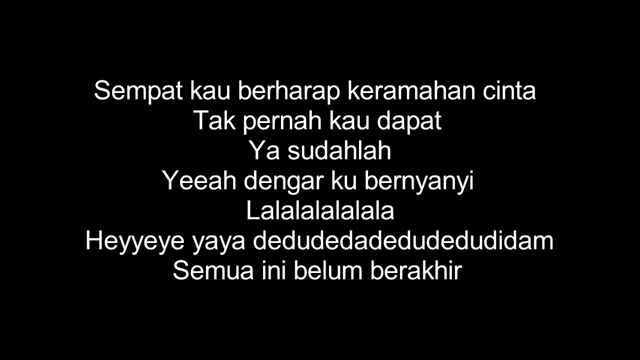 Sempat kau berharap keramahan cinta
Tak pernah kau dapat
Ya sudahlah
Yeeah dengar ku bernyanyi
Lalalalalalala
Heyyeye yaya dedudedadedudedudidam
Semua ini belum berakhir